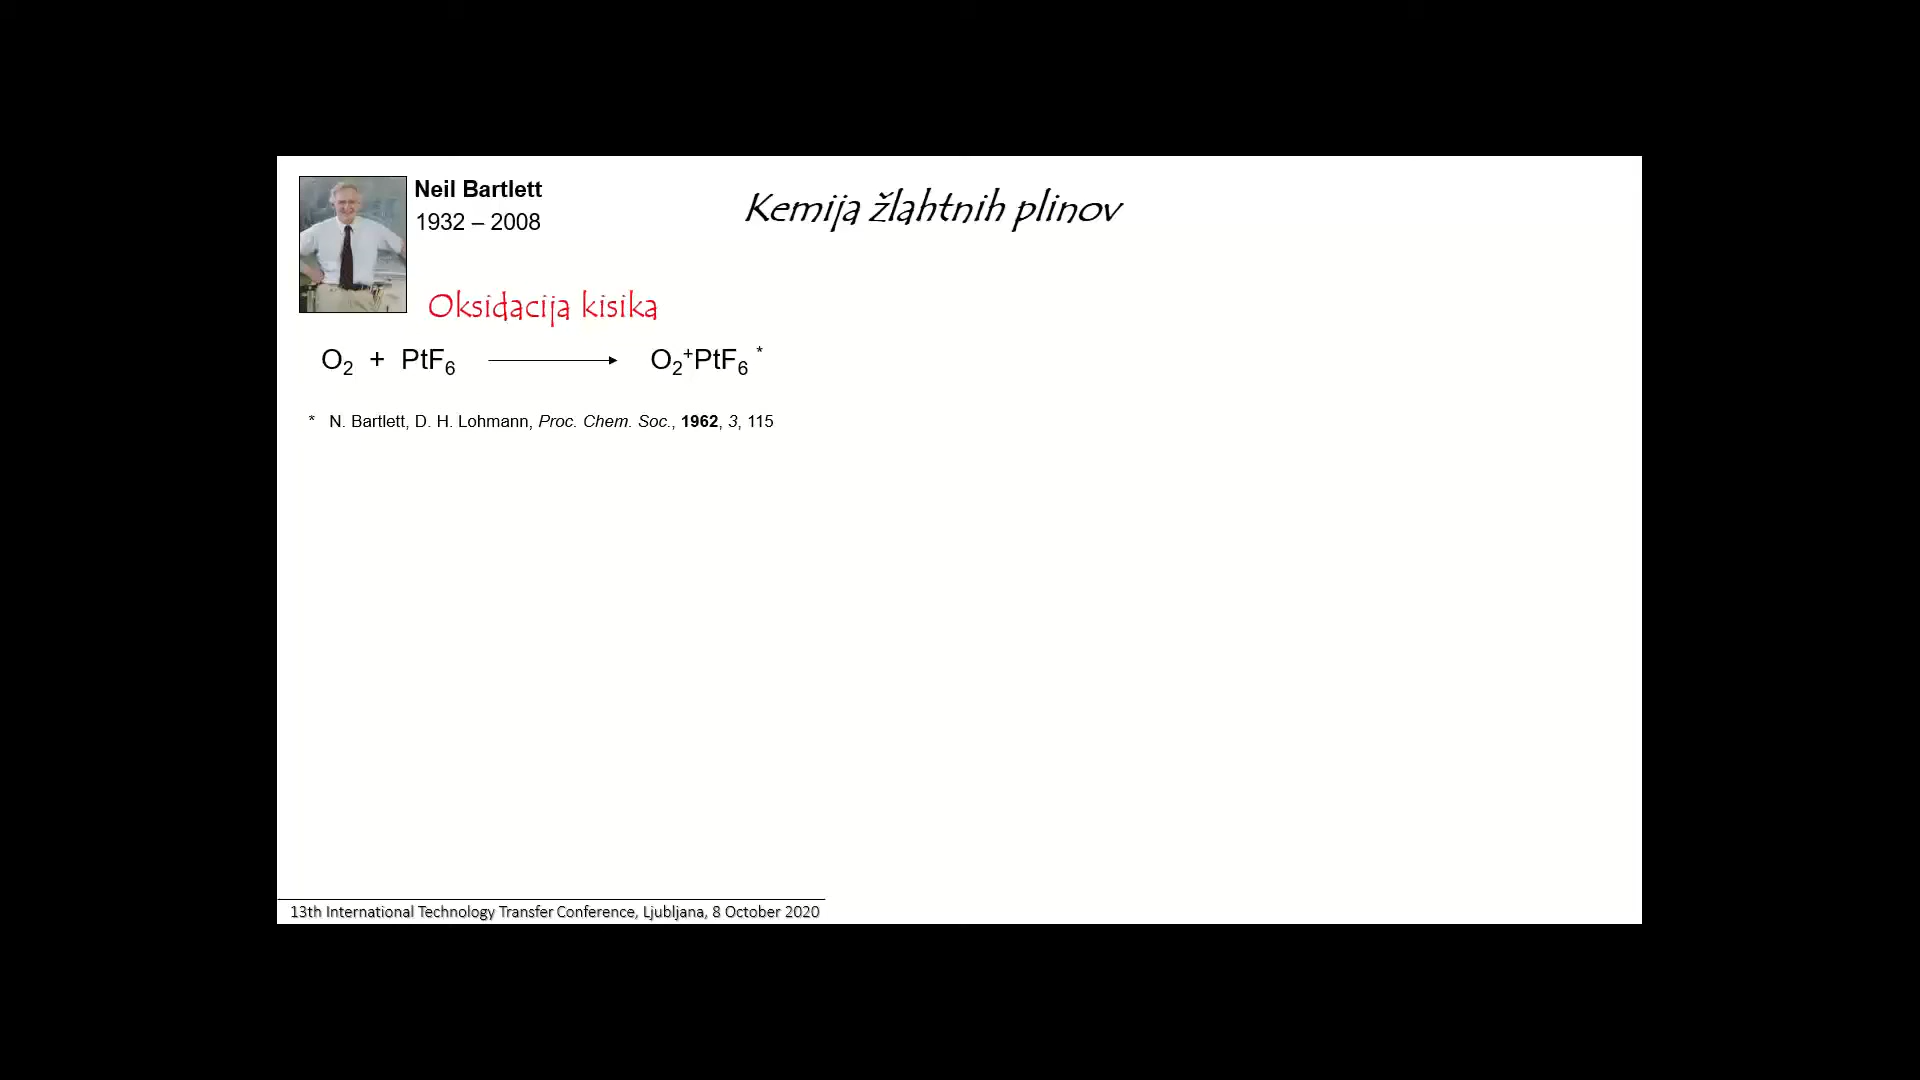 Neil Bartlett
1932 – 2008
Kemija žlahtnih plinov
Oksidacija kisika
O₂ + PtF₆ ⟶ O₂⁺PtF₆ *
* N. Bartlett, D. H. Lohmann, Proc. Chem. Soc., 1962, 3, 115
13th International Technology Transfer Conference, Ljubljana, 8 October 2020